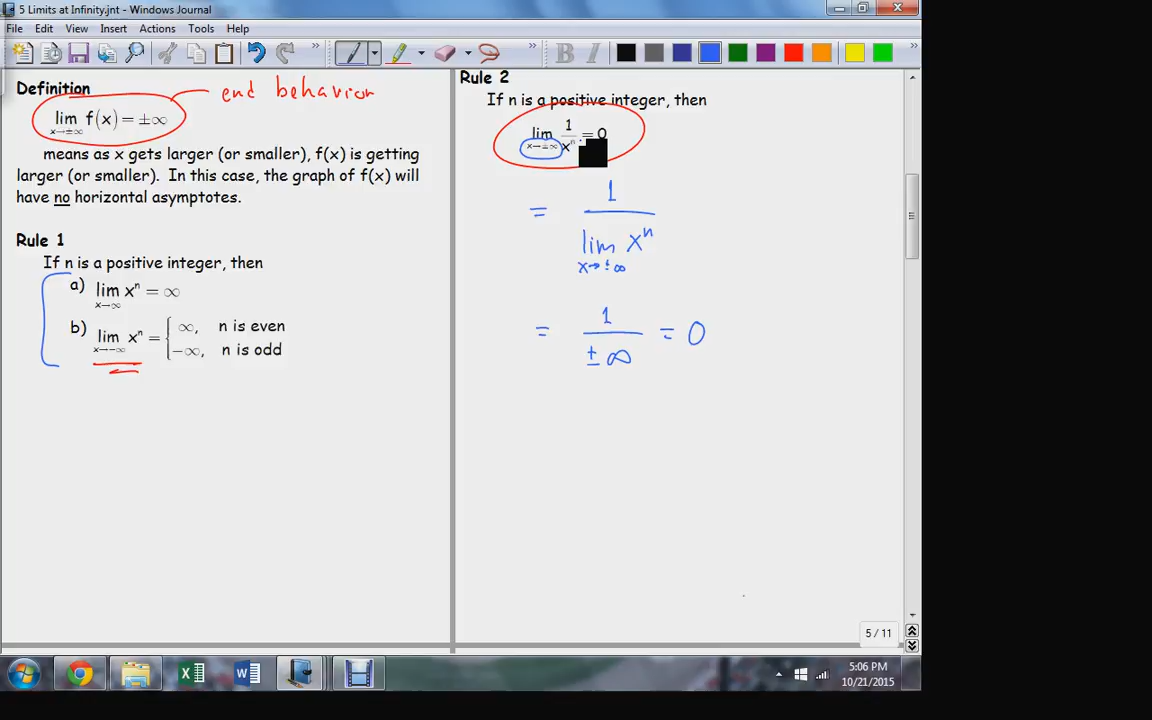 5 Limits at Infinity.jnt - Windows Journal
File Edit View Insert Actions Tools Help
Definition
end behavior
lim f(x) = ±∞
x→±∞
means as x gets larger (or smaller), f(x) is getting
larger (or smaller). In this case, the graph of f(x) will
have no horizontal asymptotes.
Rule 1
If n is a positive integer, then
a) lim xⁿ = ∞
x→∞
b) lim xⁿ = { ∞, n is even
x→-∞ -∞, n is odd
Rule 2
If n is a positive integer, then
lim 1/xⁿ = 0
x→±∞
= 1
lim xⁿ
x→±∞
= 1/±∞ = 0
5 / 11
5:06 PM
10/21/2015